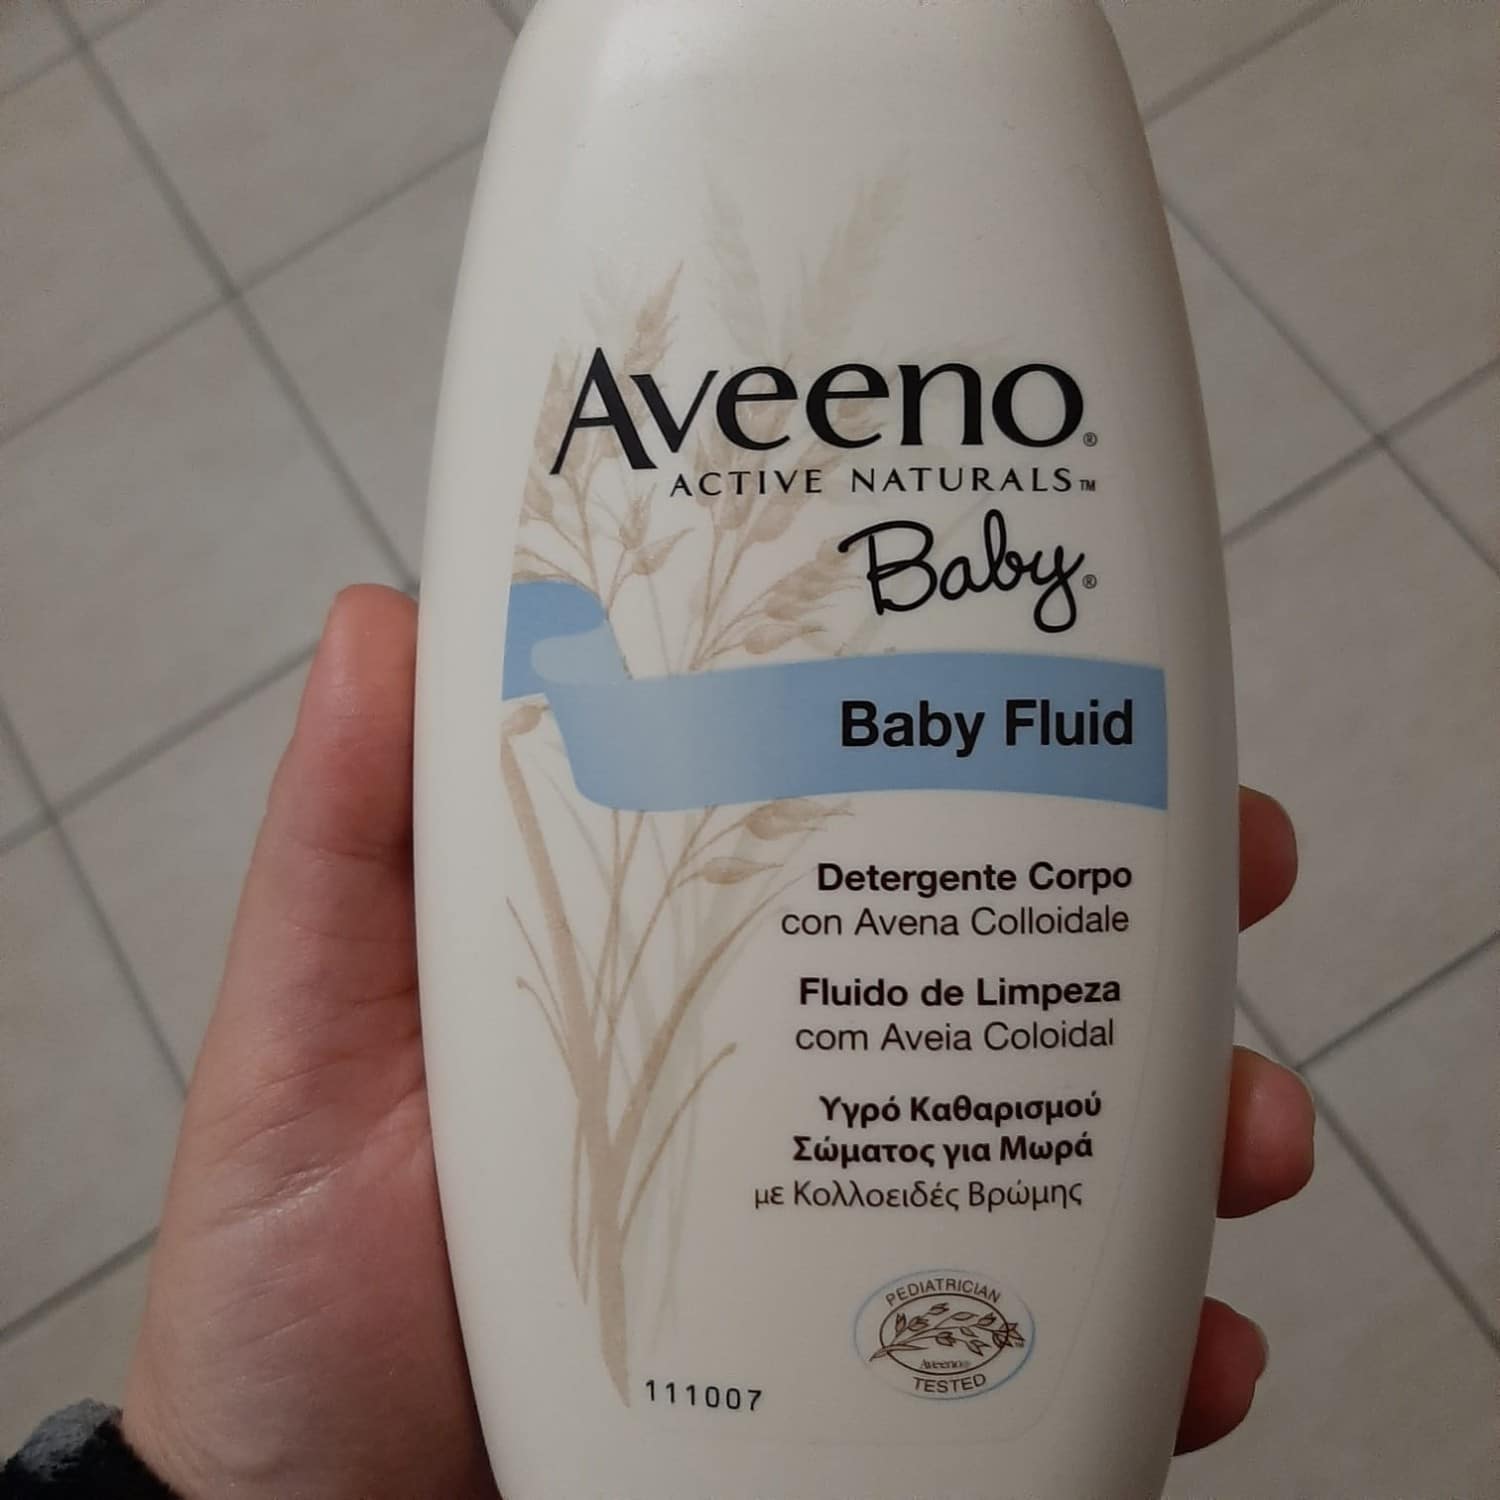 Aveeno®
ACTIVE NATURALS™
Baby®
Baby Fluid
Detergente Corpo
con Avena Colloidale
Fluido de Limpeza
com Aveia Coloidal
Υγρό Καθαρισμού
Σώματος για Μωρά
με Κολλοειδές Βρώμης
PEDIATRICIAN
Aveeno®
TESTED
111007